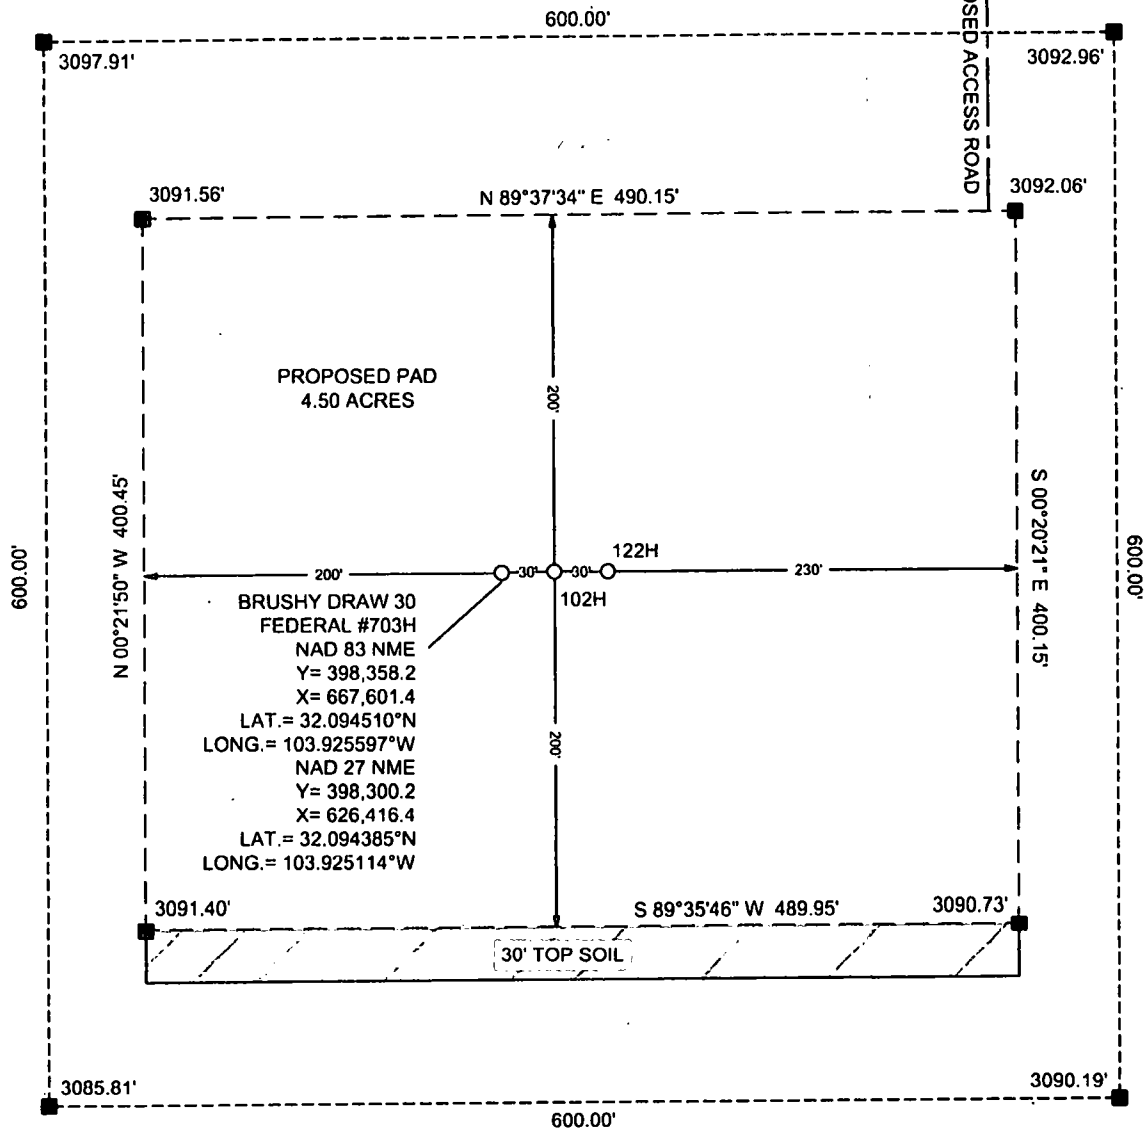 600.00'
3097.91'
OSED ACCESS ROAD
3092.96'
3091.56'
N 89°37'34" E 490.15'
3092.06'
PROPOSED PAD
4.50 ACRES
200'
N 00°21'50" W 400.45'
S 00°20'21" E 400.15'
600.00'
600.00'
200'
30'
30'
122H
230'
102H
BRUSHY DRAW 30
FEDERAL #703H
NAD 83 NME
Y= 398,358.2
X= 667,601.4
LAT.= 32.094510°N
LONG.= 103.925597°W
NAD 27 NME
Y= 398,300.2
X= 626,416.4
LAT.= 32.094385°N
LONG.= 103.925114°W
200'
3091.40'
S 89°35'46" W 489.95'
3090.73'
30' TOP SOIL
3085.81'
3090.19'
600.00'